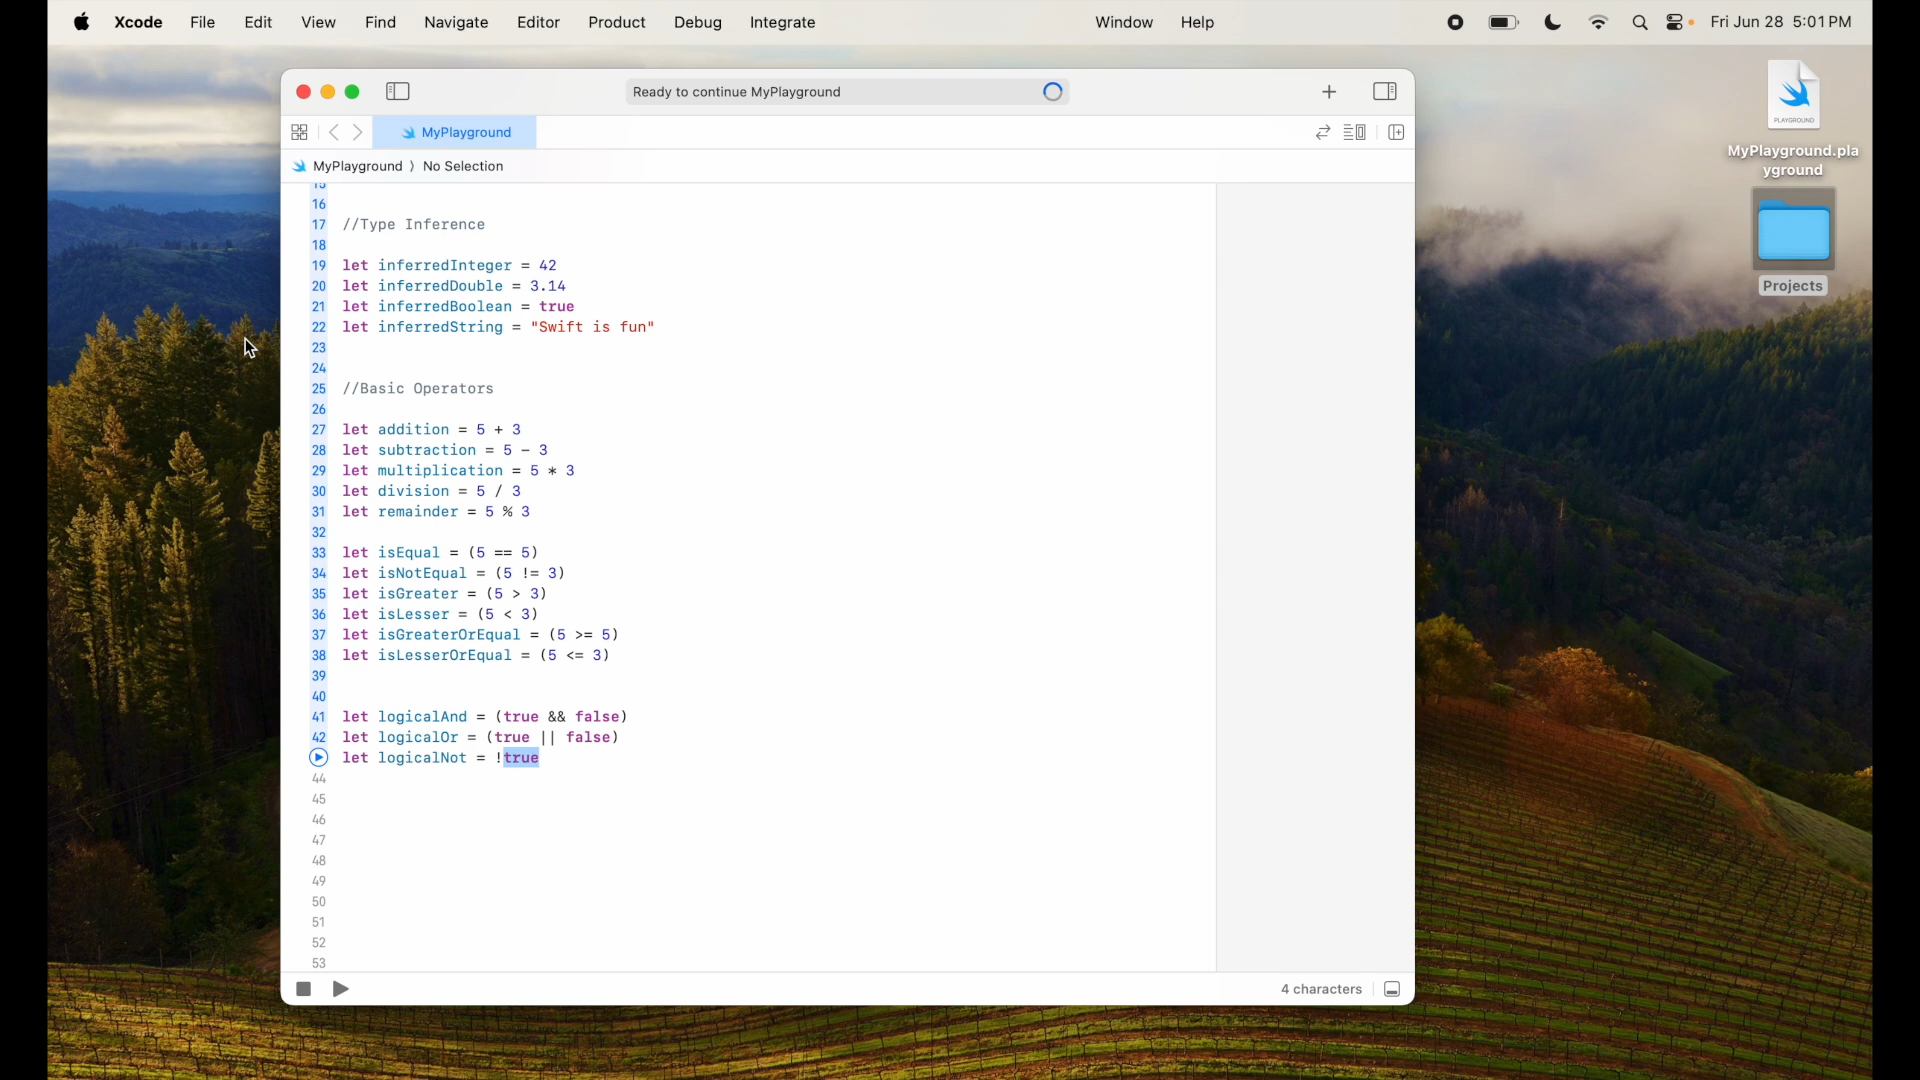 Xcode File Edit View Find Navigate Editor Product Debug Integrate Window Help Fri Jun 28 5:01 PM
Ready to continue MyPlayground
MyPlayground
MyPlayground ⟩ No Selection
15
16
17 //Type Inference
18
19 let inferredInteger = 42
20 let inferredDouble = 3.14
21 let inferredBoolean = true
22 let inferredString = "Swift is fun"
23
24
25 //Basic Operators
26
27 let addition = 5 + 3
28 let subtraction = 5 - 3
29 let multiplication = 5 * 3
30 let division = 5 / 3
31 let remainder = 5 % 3
32
33 let isEqual = (5 == 5)
34 let isNotEqual = (5 != 3)
35 let isGreater = (5 > 3)
36 let isLesser = (5 < 3)
37 let isGreaterOrEqual = (5 >= 5)
38 let isLesserOrEqual = (5 <= 3)
39
40
41 let logicalAnd = (true && false)
42 let logicalOr = (true || false)
let logicalNot = !true
44
45
46
47
48
49
50
51
52
53
4 characters
PLAYGROUND
MyPlayground.pla
yground
Projects